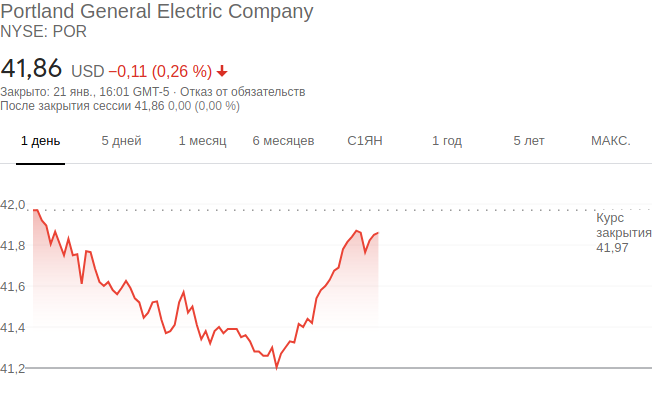 Portland General Electric Company
NYSE: POR
41,86 USD −0,11 (0,26 %)
Закрыто: 21 янв., 16:01 GMT-5 · Отказ от обязательств
После закрытия сессии 41,86 0,00 (0,00 %)
1 день 5 дней 1 месяц 6 месяцев С1ЯН 1 год 5 лет МАКС.
42,0
Курс
закрытия
41,97
41,8
41,6
41,4
41,2